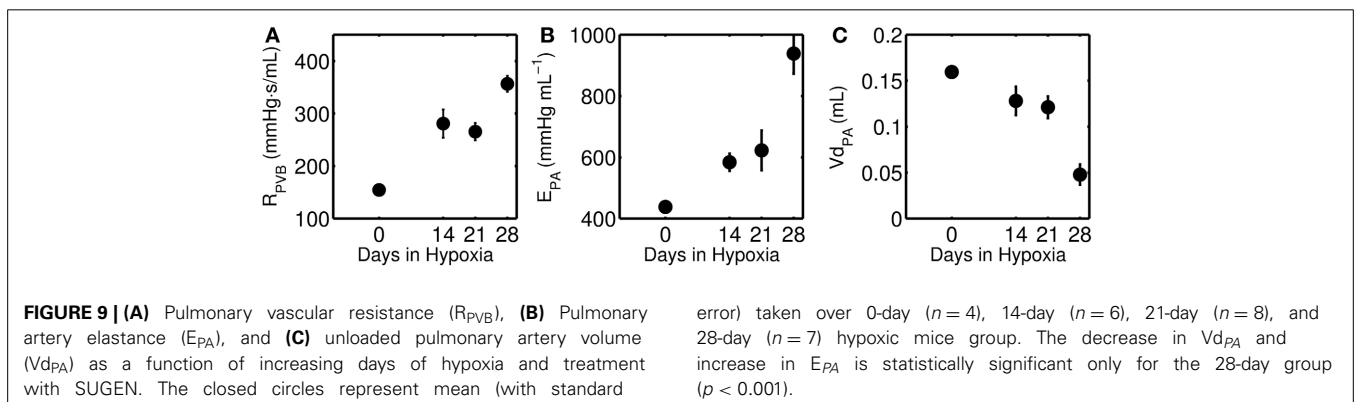 A
R_PVB (mmHg·s/mL)
400
300
200
100
0 14 21 28
Days in Hypoxia
B
E_PA (mmHg mL⁻¹)
1000
800
600
400
0 14 21 28
Days in Hypoxia
C
Vd_PA (mL)
0.2
0.15
0.1
0.05
0
0 14 21 28
Days in Hypoxia
FIGURE 9 | (A) Pulmonary vascular resistance (R_PVB), (B) Pulmonary
artery elastance (E_PA), and (C) unloaded pulmonary artery volume
(Vd_PA) as a function of increasing days of hypoxia and treatment
with SUGEN. The closed circles represent mean (with standard
error) taken over 0-day (n = 4), 14-day (n = 6), 21-day (n = 8), and
28-day (n = 7) hypoxic mice group. The decrease in Vd_PA and
increase in E_PA is statistically significant only for the 28-day group
(p < 0.001).